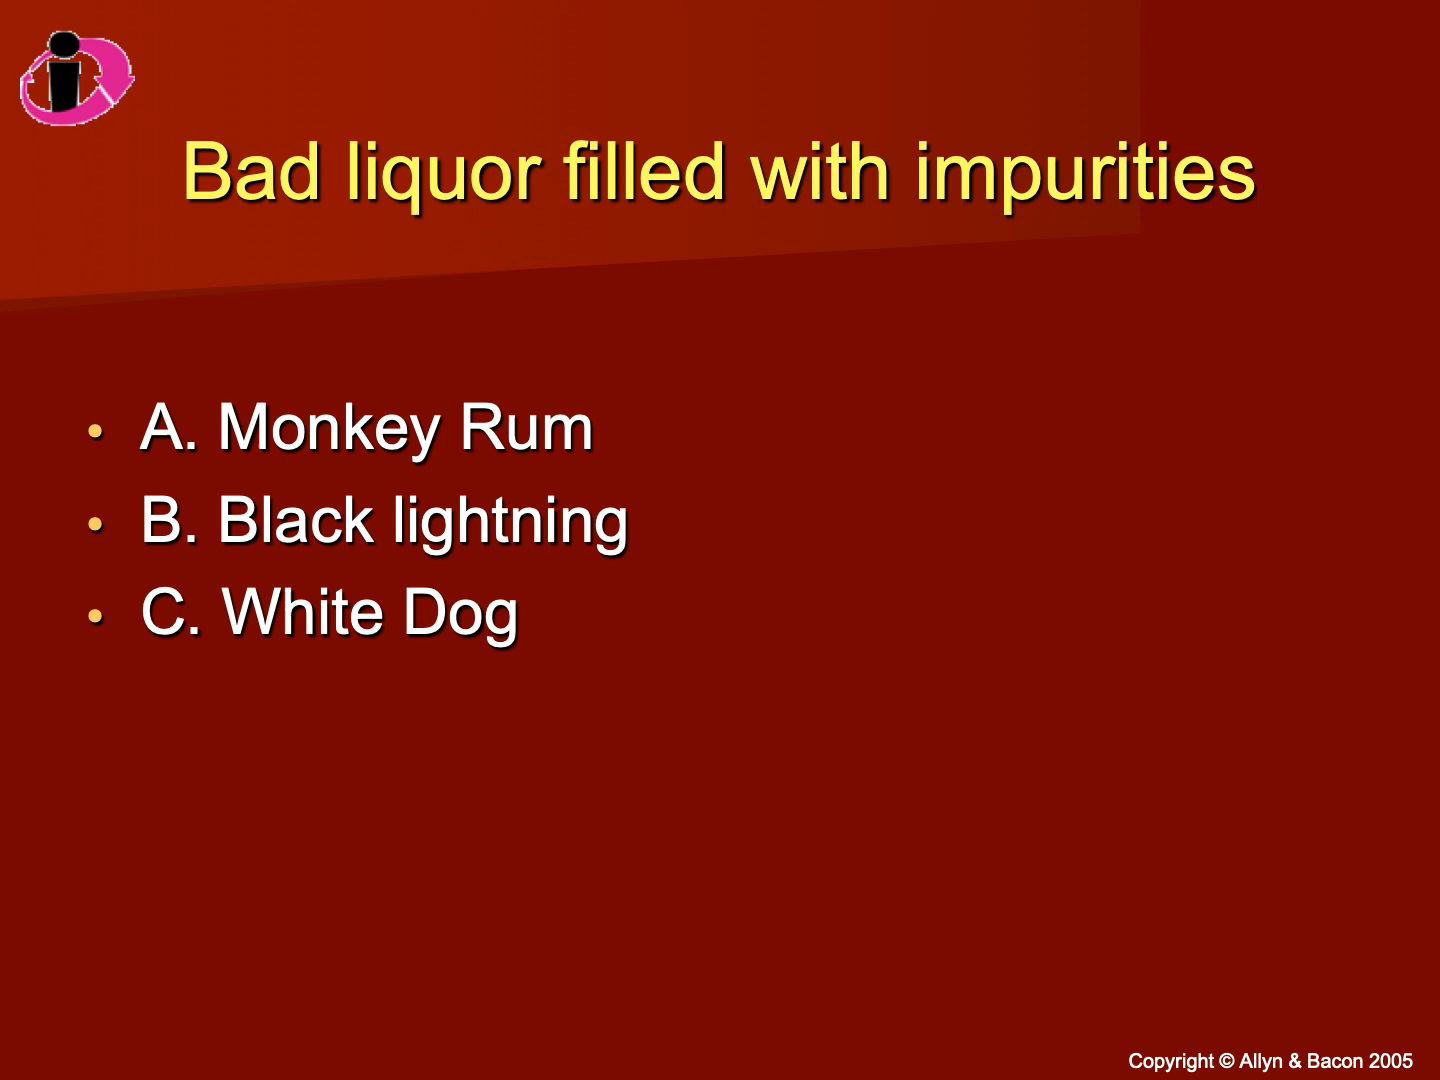 Bad liquor filled with impurities
• A. Monkey Rum
• B. Black lightning
• C. White Dog
Copyright © Allyn & Bacon 2005